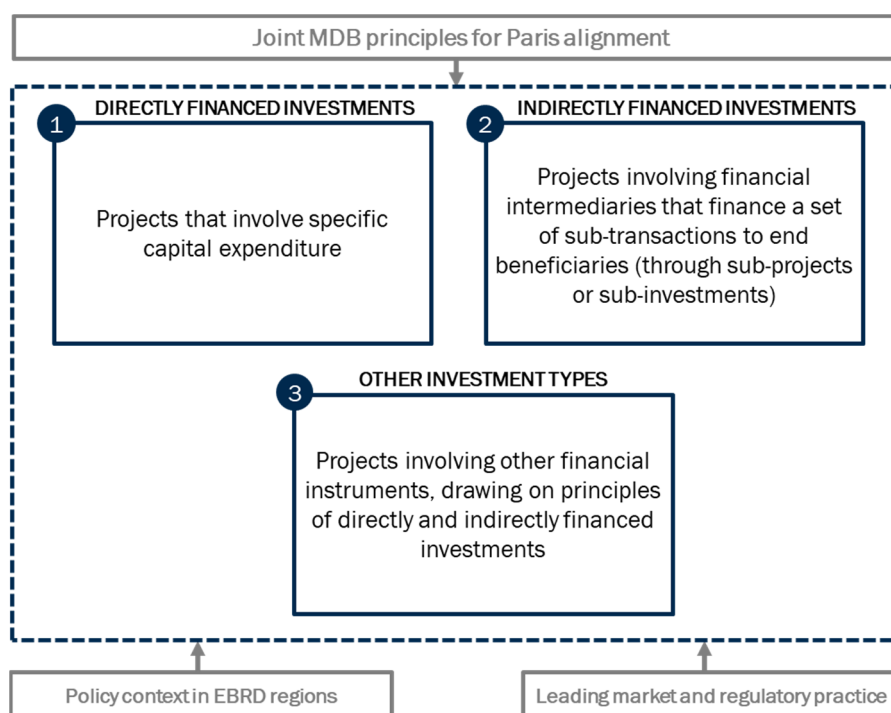 Joint MDB principles for Paris alignment
DIRECTLY FINANCED INVESTMENTS
1
Projects that involve specific
capital expenditure
INDIRECTLY FINANCED INVESTMENTS
2
Projects involving financial
intermediaries that finance a set
of sub-transactions to end
beneficiaries (through sub-projects
or sub-investments)
OTHER INVESTMENT TYPES
3
Projects involving other financial
instruments, drawing on principles
of directly and indirectly financed
investments
Policy context in EBRD regions
Leading market and regulatory practice